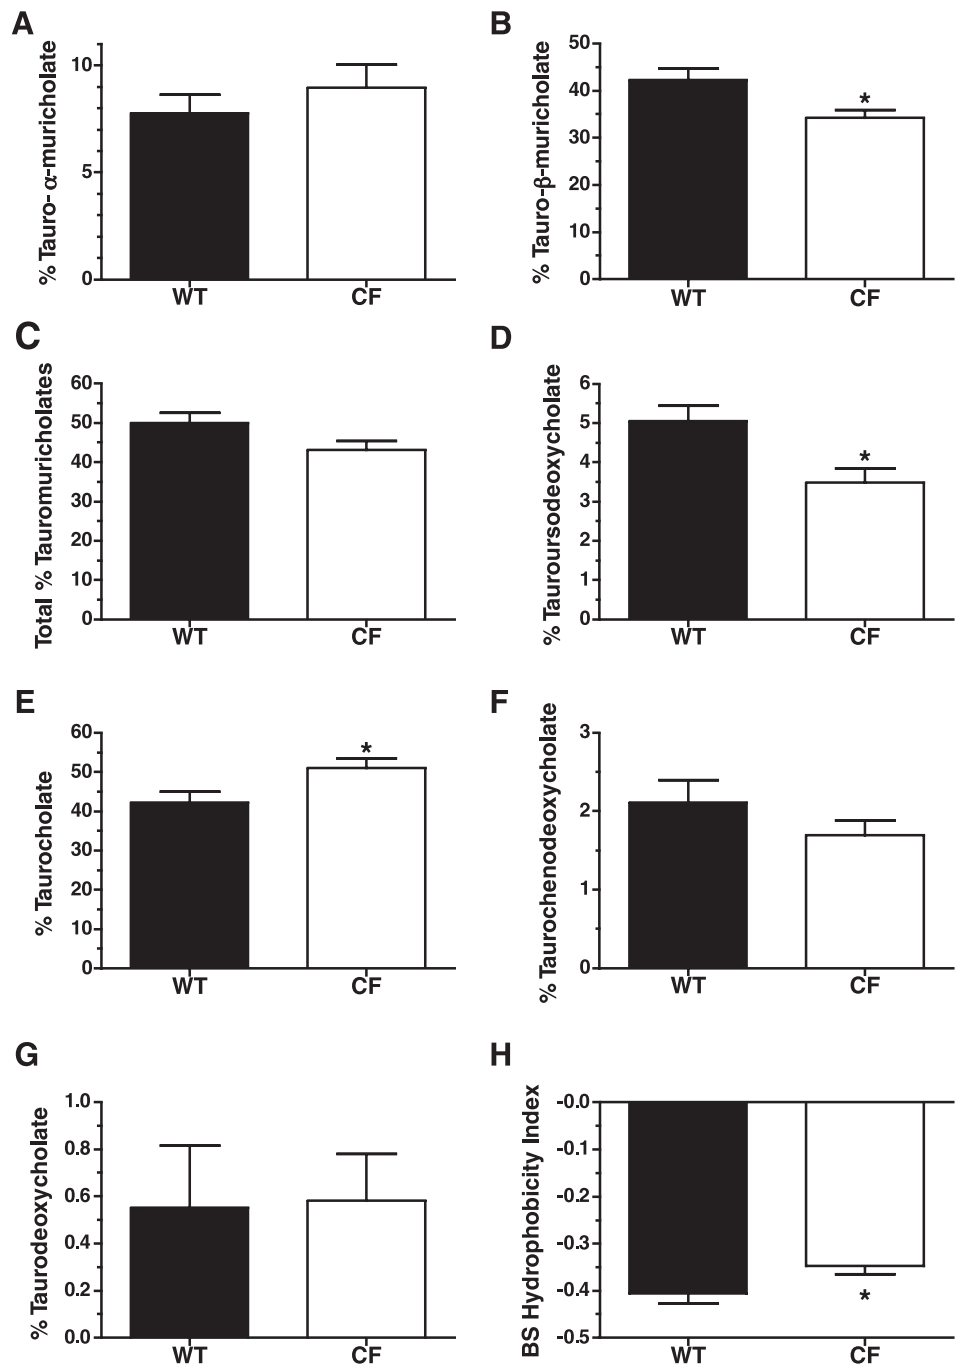 A
% Tauro-α-muricholate
10
5
0
WT
CF
B
% Tauro-β-muricholate
50
40
30
20
10
0
*
WT
CF
C
Total % Tauromuricholates
60
50
40
30
20
10
0
WT
CF
D
% Tauroursodeoxycholate
6
5
4
3
2
1
0
*
WT
CF
E
% Taurocholate
60
50
40
30
20
10
0
*
WT
CF
F
% Taurochenodeoxycholate
3
2
1
0
WT
CF
G
% Taurodeoxycholate
1.0
0.8
0.6
0.4
0.2
0.0
WT
CF
H
BS Hydrophobicity Index
-0.0
-0.1
-0.2
-0.3
-0.4
-0.5
*
WT
CF